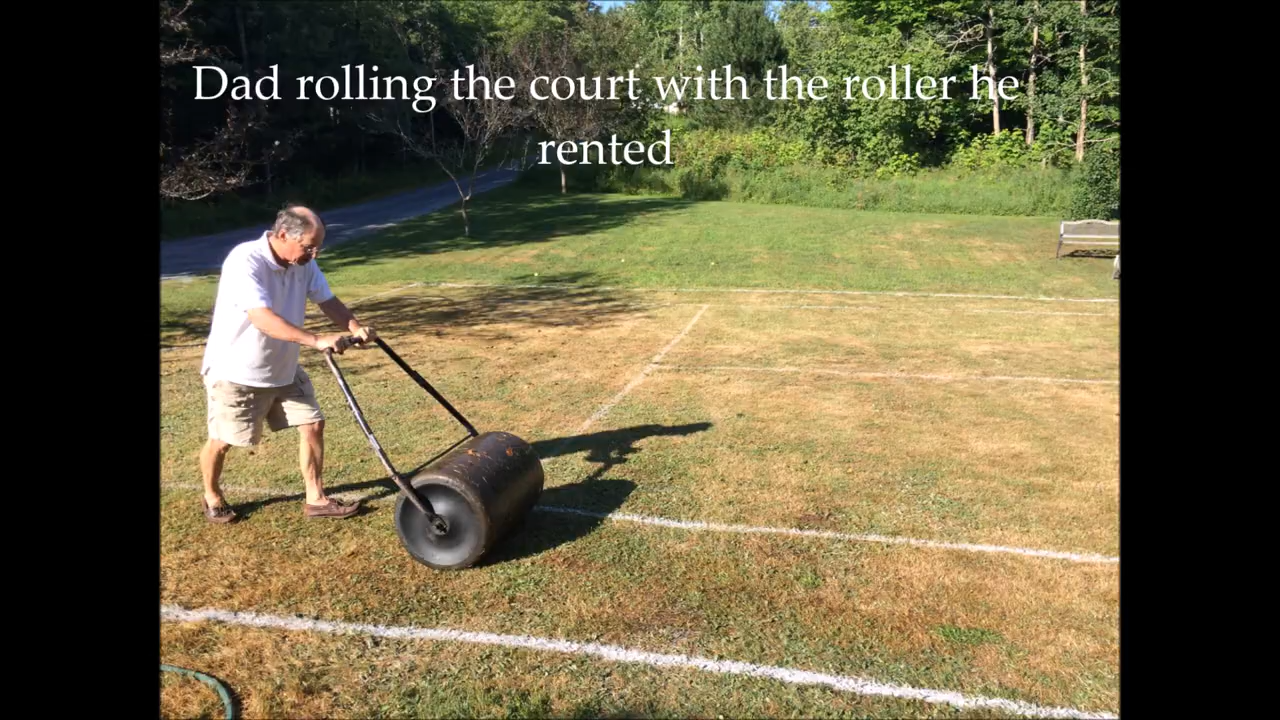 Dad rolling the court with the roller he
rented